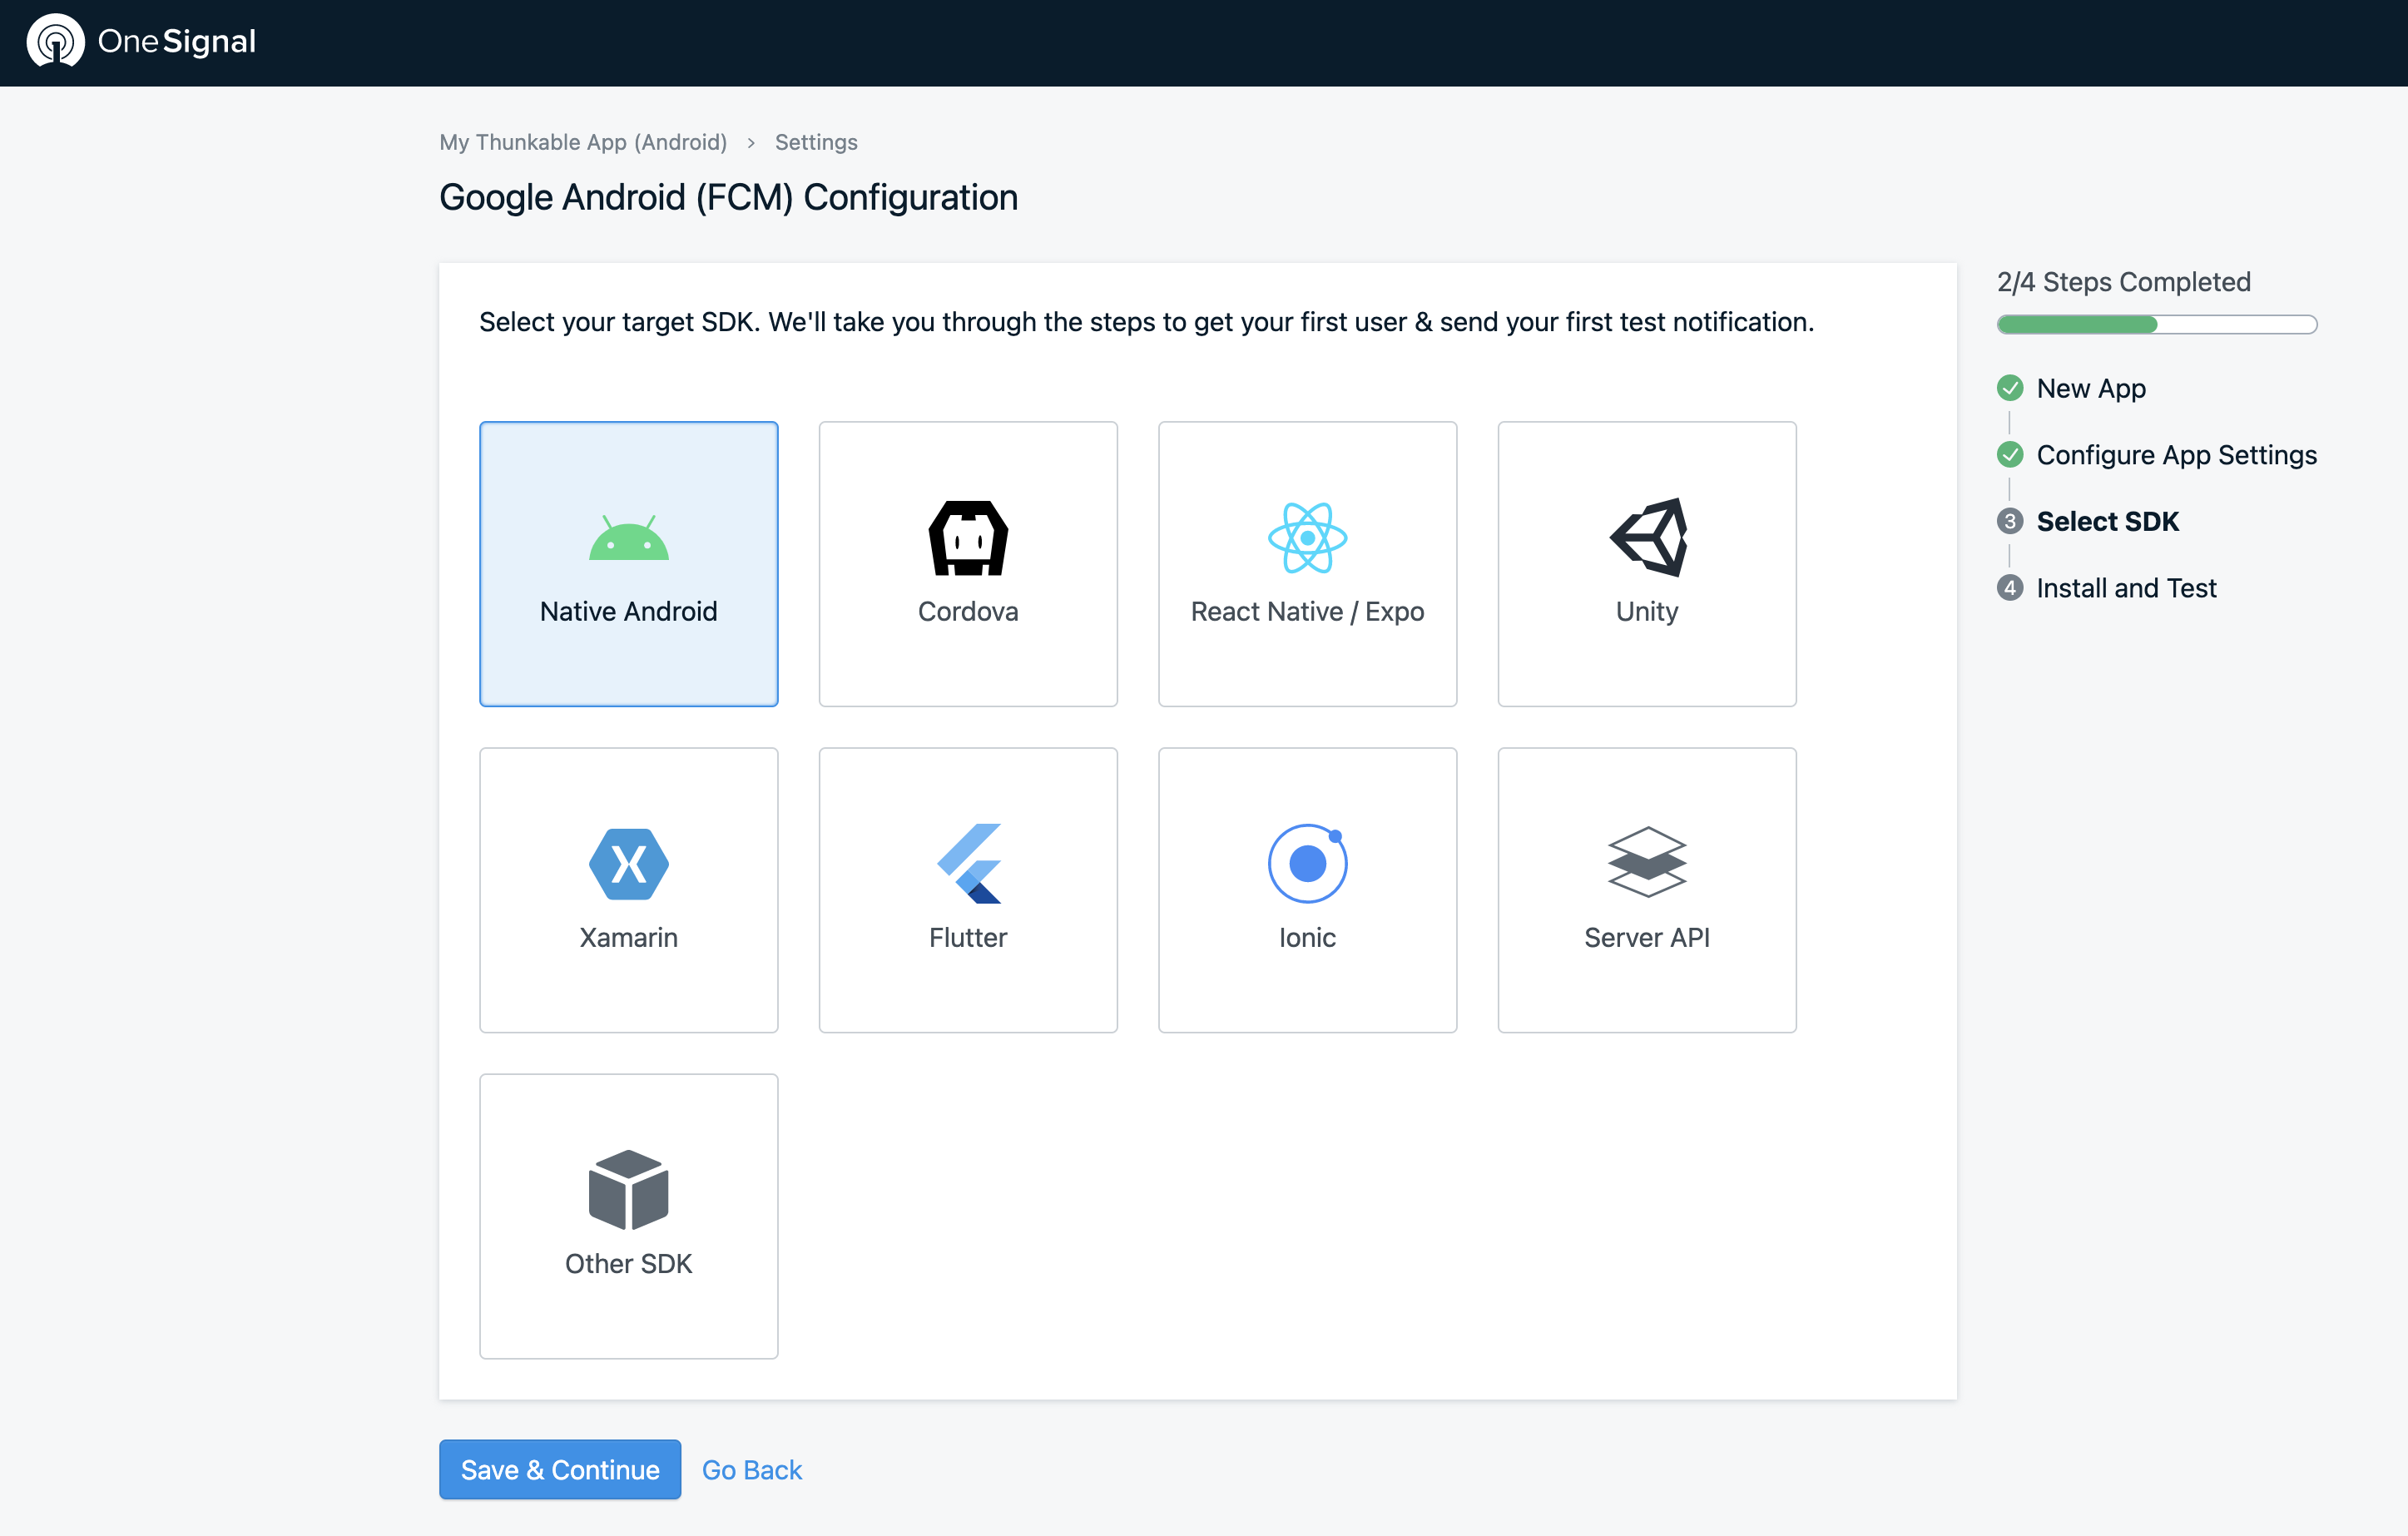 OneSignal
My Thunkable App (Android) > Settings
Google Android (FCM) Configuration
Select your target SDK. We'll take you through the steps to get your first user & send your first test notification.
Native Android
Cordova
React Native / Expo
Unity
Xamarin
Flutter
Ionic
Server API
Other SDK
Save & Continue
Go Back
2/4 Steps Completed
New App
Configure App Settings
3 Select SDK
4 Install and Test